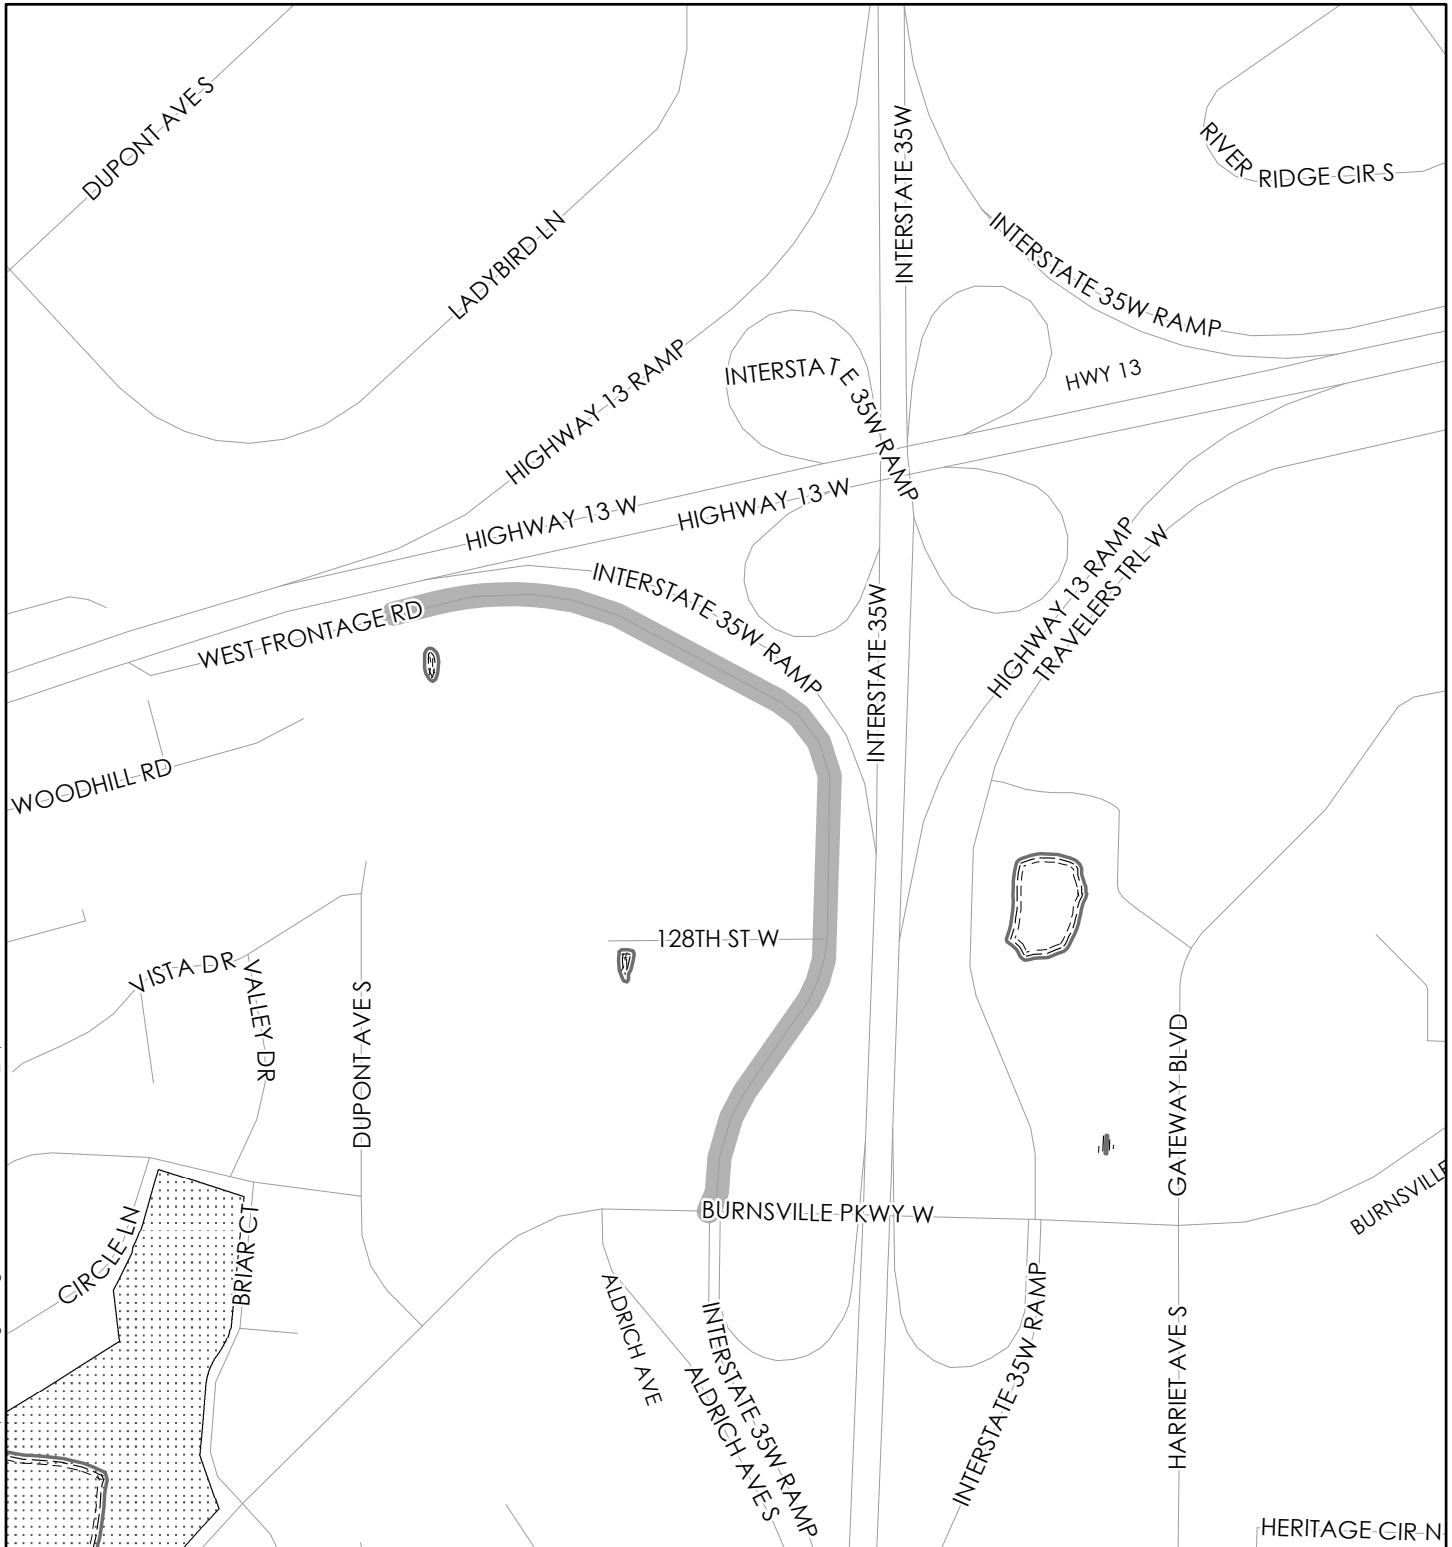 DUPONT AVE S
INTERSTATE 35W
RIVER
RIDGE CIR S
LADYBIRD LN
INTERSTATE 35W RAMP
HIGHWAY 13 RAMP
INTERSTATE 35W RAMP
HWY 13
HIGHWAY 13 W
HIGHWAY 13 W
INTERSTATE 35W RAMP
HIGHWAY 13 RAMP
TRAVELERS TRL W
WEST FRONTAGE RD
INTERSTATE 35W
WOODHILL RD
128TH ST W
VISTA DR
VALLEY DR
DUPONT AVE S
GATEWAY BLVD
BURNSVILLE PKWY W
BURNSVILLE
CIRCLE LN
BRIAR CT
ALDRICH AVE
INTERSTATE 35W RAMP
ALDRICH AVE S
INTERSTATE 35W RAMP
HARRIET AVE S
HERITAGE CIR N